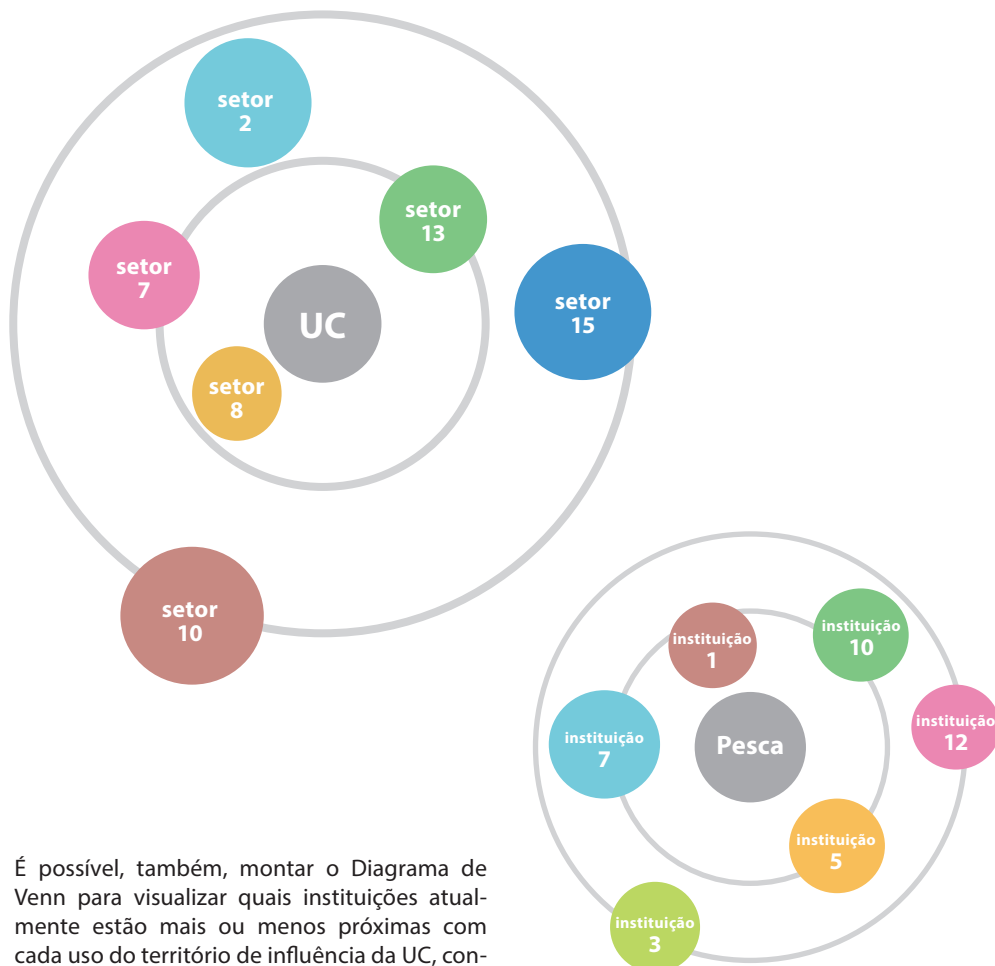 setor
2
setor
13
setor
7
setor
15
UC
setor
8
setor
10
instituição
1
instituição
10
instituição
7
Pesca
instituição
12
instituição
5
instituição
3
É possível, também, montar o Diagrama de
Venn para visualizar quais instituições atual-
mente estão mais ou menos próximas com
cada uso do território de influência da UC, con-